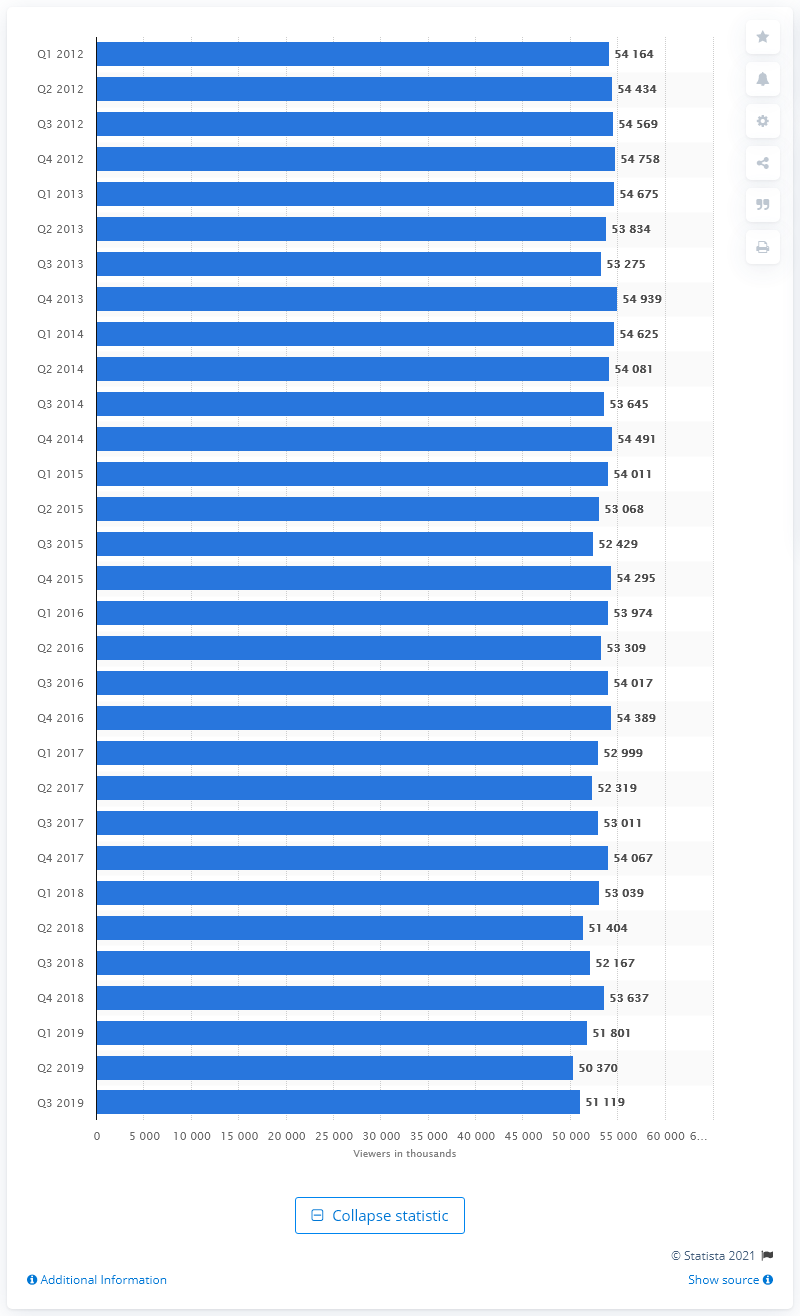 Q1 2012 54 164
Q2 2012 54 434
Q3 2012 54 569
Q4 2012 54 758
Q1 2013 54 675
Q2 2013 53 834
Q3 2013 53 275
Q4 2013 54 939
Q1 2014 54 625
Q2 2014 54 081
Q3 2014 53 645
Q4 2014 54 491
Q1 2015 54 011
Q2 2015 53 068
Q3 2015 52 429
Q4 2015 54 295
Q1 2016 53 974
Q2 2016 53 309
Q3 2016 54 017
Q4 2016 54 389
Q1 2017 52 999
Q2 2017 52 319
Q3 2017 53 011
Q4 2017 54 067
Q1 2018 53 039
Q2 2018 51 404
Q3 2018 52 167
Q4 2018 53 637
Q1 2019 51 801
Q2 2019 50 370
Q3 2019 51 119
0 5 000 10 000 15 000 20 000 25 000 30 000 35 000 40 000 45 000 50 000 55 000 60 000 6...
Viewers in thousands
Collapse statistic
© Statista 2021
Additional Information Show source